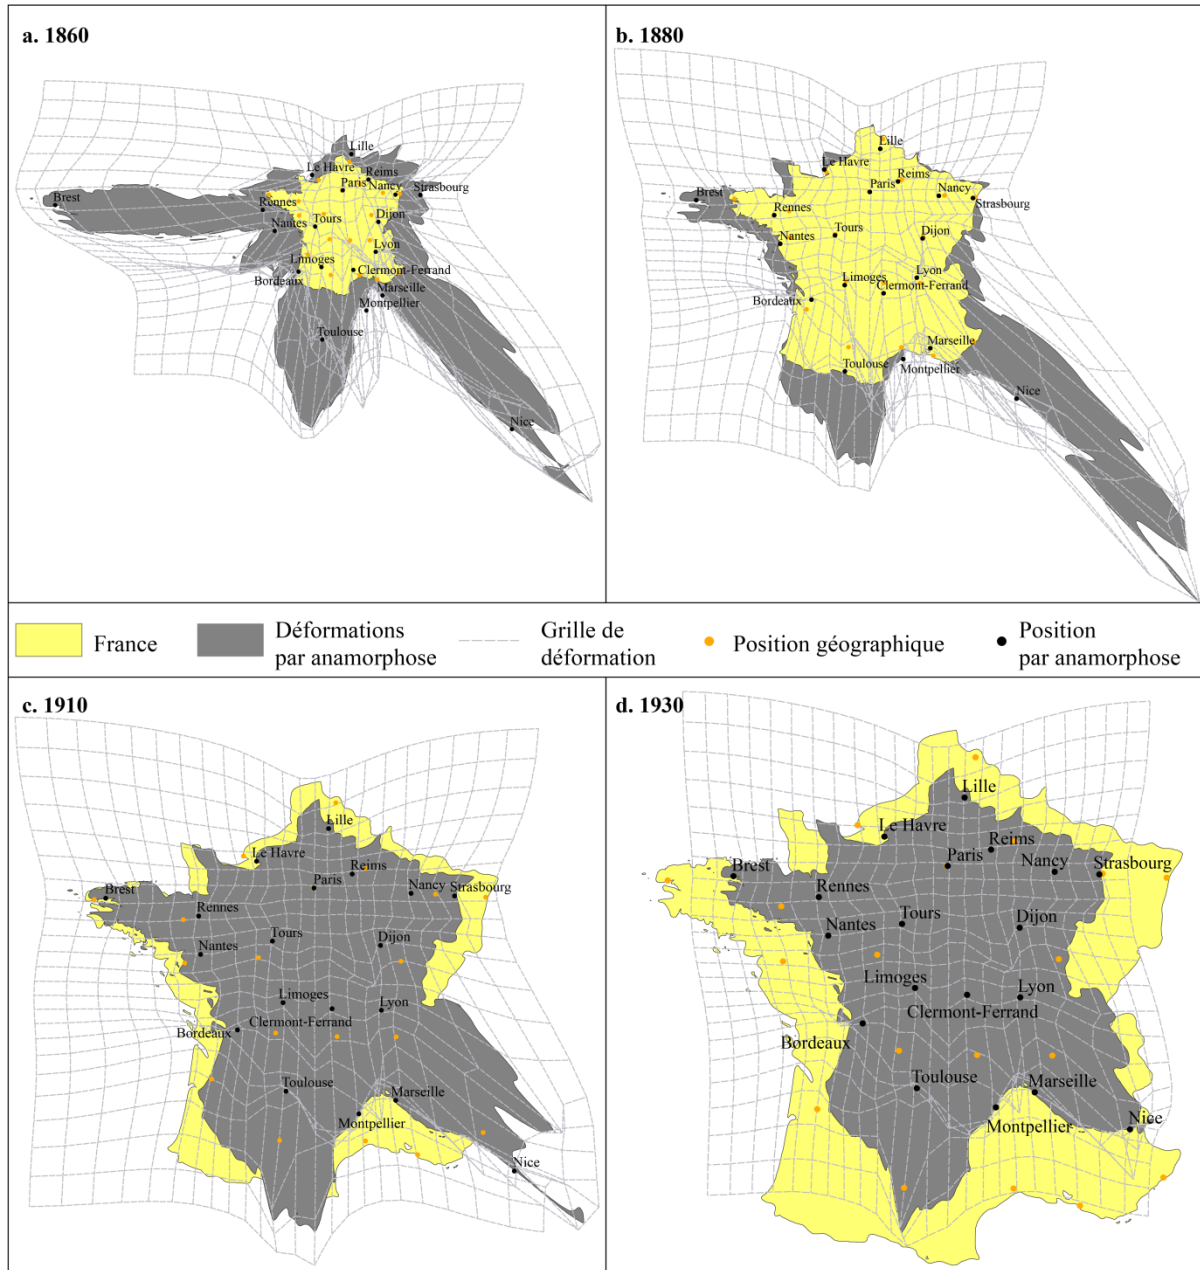 a. 1860
Lille
Le Havre
Reims
Paris
Nancy
Strasbourg
Brest
Rennes
Nantes
Tours
Dijon
Lyon
Limoges
Clermont-Ferrand
Bordeaux
Marseille
Montpellier
Toulouse
Nice
b. 1880
Lille
Le Havre
Reims
Paris
Nancy
Strasbourg
Brest
Rennes
Nantes
Tours
Dijon
Lyon
Limoges
Clermont-Ferrand
Bordeaux
Marseille
Montpellier
Toulouse
Nice
France
Déformations
par anamorphose
Grille de
déformation
Position géographique
Position
par anamorphose
c. 1910
Lille
Le Havre
Reims
Paris
Nancy
Strasbourg
Brest
Rennes
Nantes
Tours
Dijon
Limoges
Lyon
Clermont-Ferrand
Bordeaux
Toulouse
Marseille
Montpellier
Nice
d. 1930
Lille
Le Havre
Reims
Paris
Nancy
Strasbourg
Brest
Rennes
Nantes
Tours
Dijon
Limoges
Lyon
Clermont-Ferrand
Bordeaux
Toulouse
Marseille
Montpellier
Nice